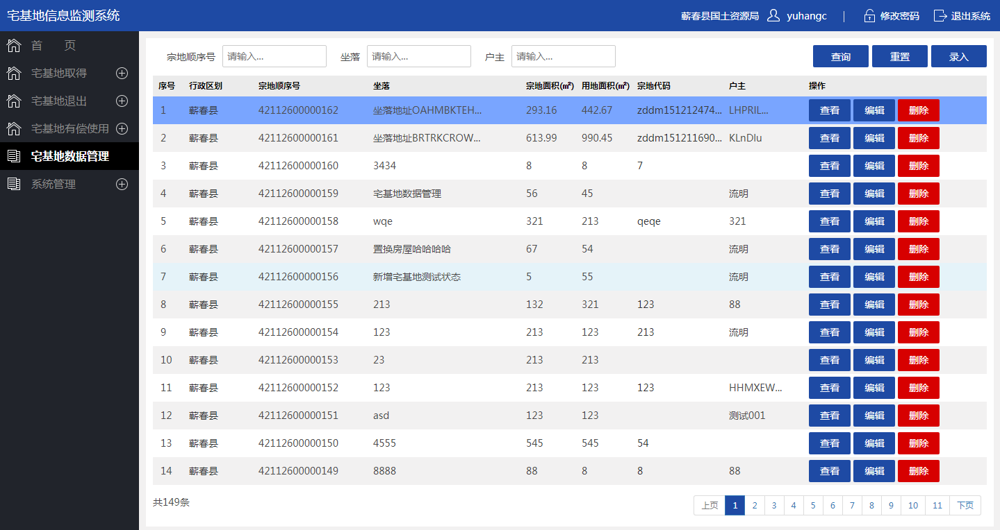 宅基地信息监测系统 蕲春县国土资源局 yuhangc | 修改密码 退出系统
首 页
宅基地取得
宅基地退出
宅基地有偿使用
宅基地数据管理
系统管理
宗地顺序号 请输入... 坐落 请输入... 户主 请输入... 查询 重置 录入
序号 行政区划 宗地顺序号 坐落 宗地面积(㎡) 用地面积(㎡) 宗地代码 户主 操作
1 蕲春县 42112600000162 坐落地址OAHMBKTEH... 293.16 442.67 zddm151212474... LHPRIL... 查看 编辑 删除
2 蕲春县 42112600000161 坐落地址BRTRKCROW... 613.99 990.45 zddm151211690... KLnDlu 查看 编辑 删除
3 蕲春县 42112600000160 3434 8 8 7 查看 编辑 删除
4 蕲春县 42112600000159 宅基地数据管理 56 45 流明 查看 编辑 删除
5 蕲春县 42112600000158 wqe 321 213 qeqe 321 查看 编辑 删除
6 蕲春县 42112600000157 置换房屋哈哈哈哈 67 54 流明 查看 编辑 删除
7 蕲春县 42112600000156 新增宅基地测试状态 5 55 流明 查看 编辑 删除
8 蕲春县 42112600000155 213 132 321 123 88 查看 编辑 删除
9 蕲春县 42112600000154 123 213 123 213 流明 查看 编辑 删除
10 蕲春县 42112600000153 23 213 213 查看 编辑 删除
11 蕲春县 42112600000152 123 213 123 123 HHMXEW... 查看 编辑 删除
12 蕲春县 42112600000151 asd 123 123 测试001 查看 编辑 删除
13 蕲春县 42112600000150 4555 545 545 54 查看 编辑 删除
14 蕲春县 42112600000149 8888 88 8 8 88 查看 编辑 删除
共149条 上页 1 2 3 4 5 6 7 8 9 10 11 下页